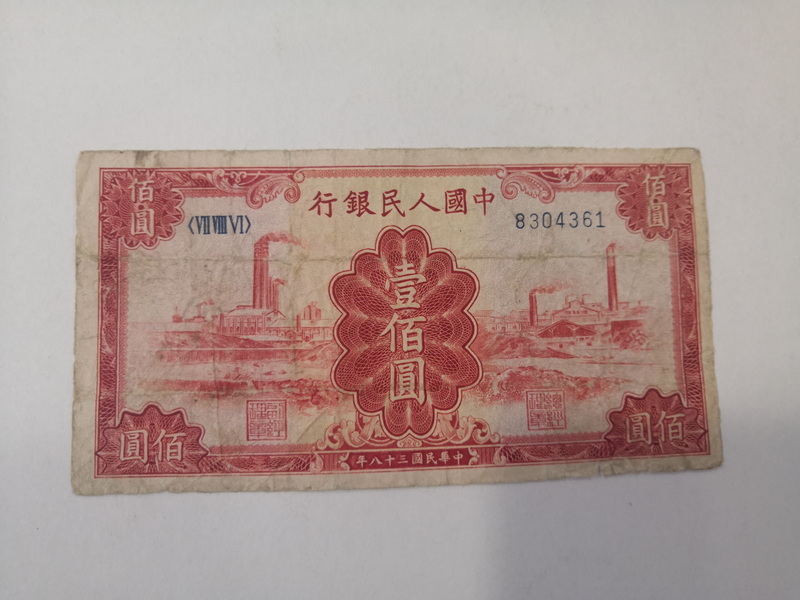 佰圓
佰圓
行銀民人國中
〈VII VIII VI〉
8304361
壹佰圓
圓佰
圓佰
年八十三國民華中